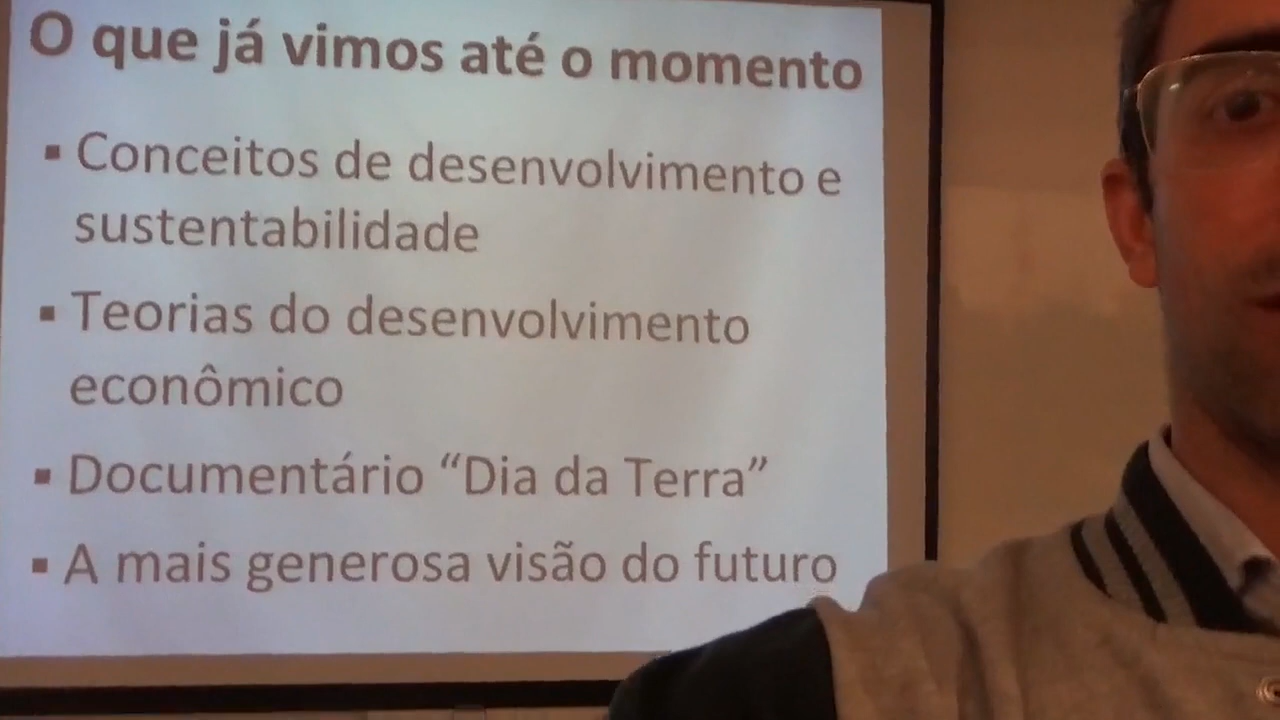 O que já vimos até o momento
▪ Conceitos de desenvolvimento e
sustentabilidade
▪ Teorias do desenvolvimento
econômico
▪ Documentário “Dia da Terra”
▪ A mais generosa visão do futuro